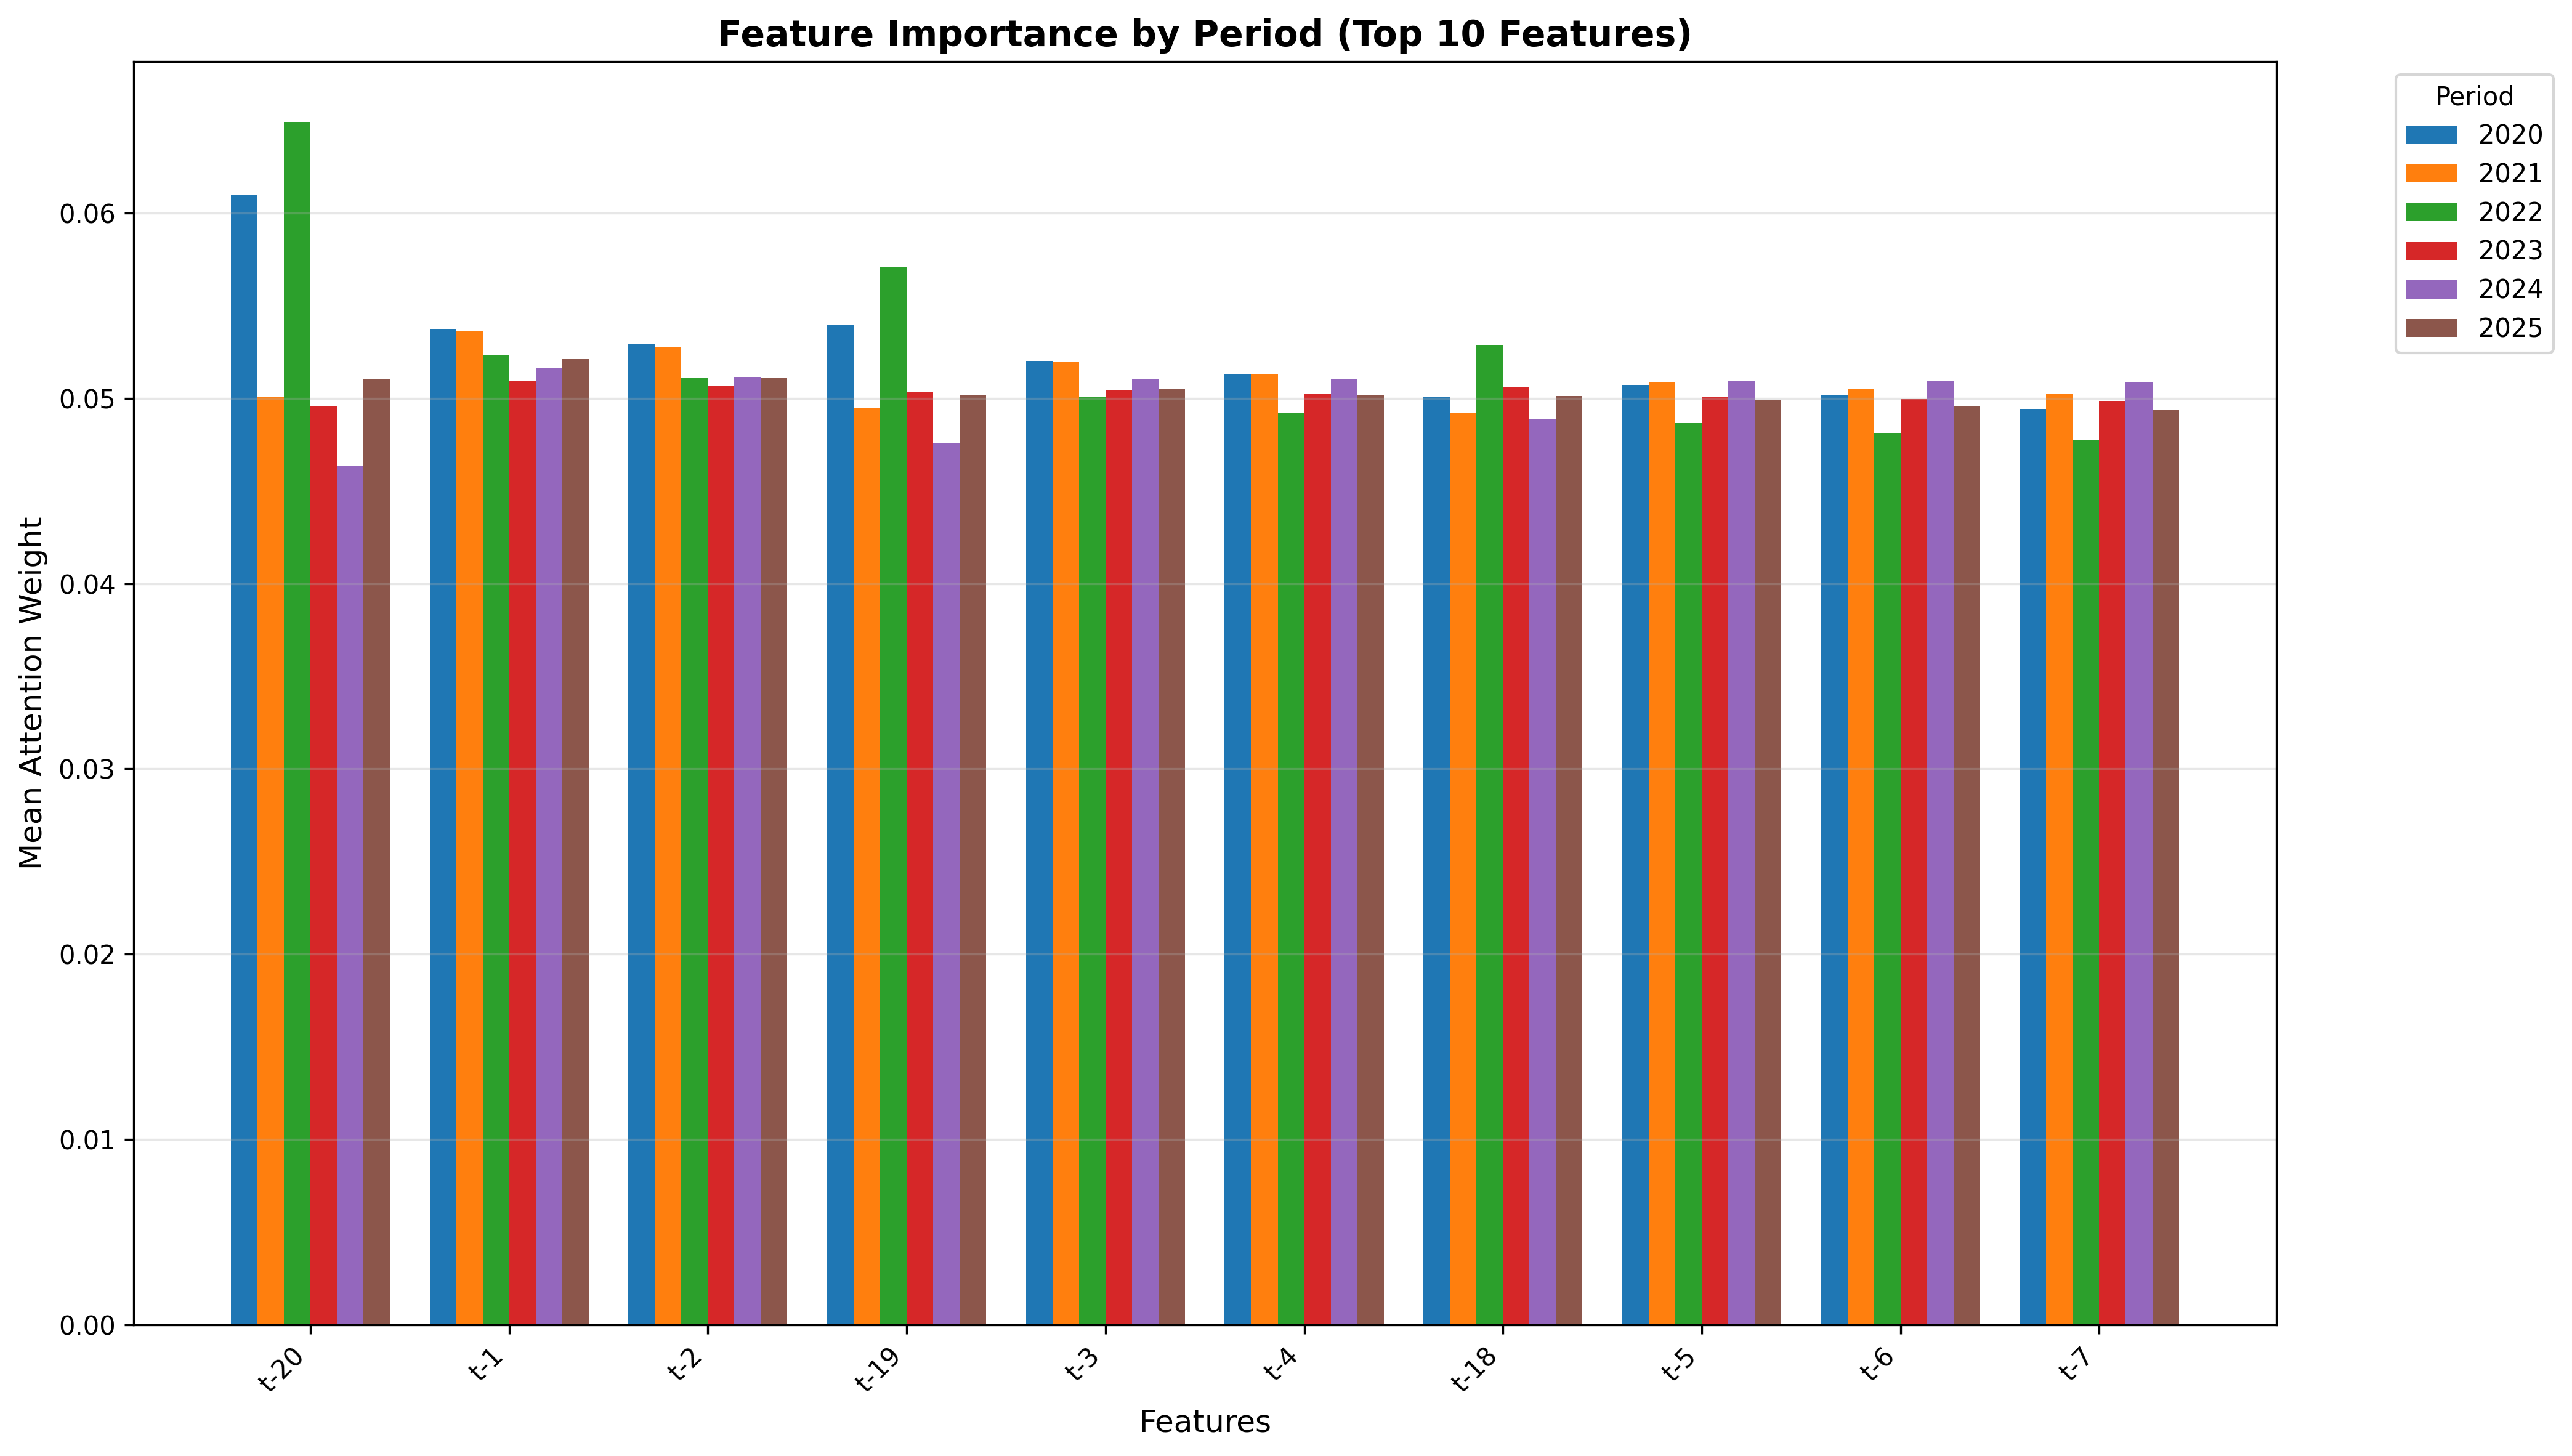 Feature Importance by Period (Top 10 Features)
Period
2020
2021
2022
2023
2024
2025
Mean Attention Weight
0.06
0.05
0.04
0.03
0.02
0.01
0.00
t-20
t-1
t-2
t-19
t-3
t-4
t-18
t-5
t-6
t-7
Features